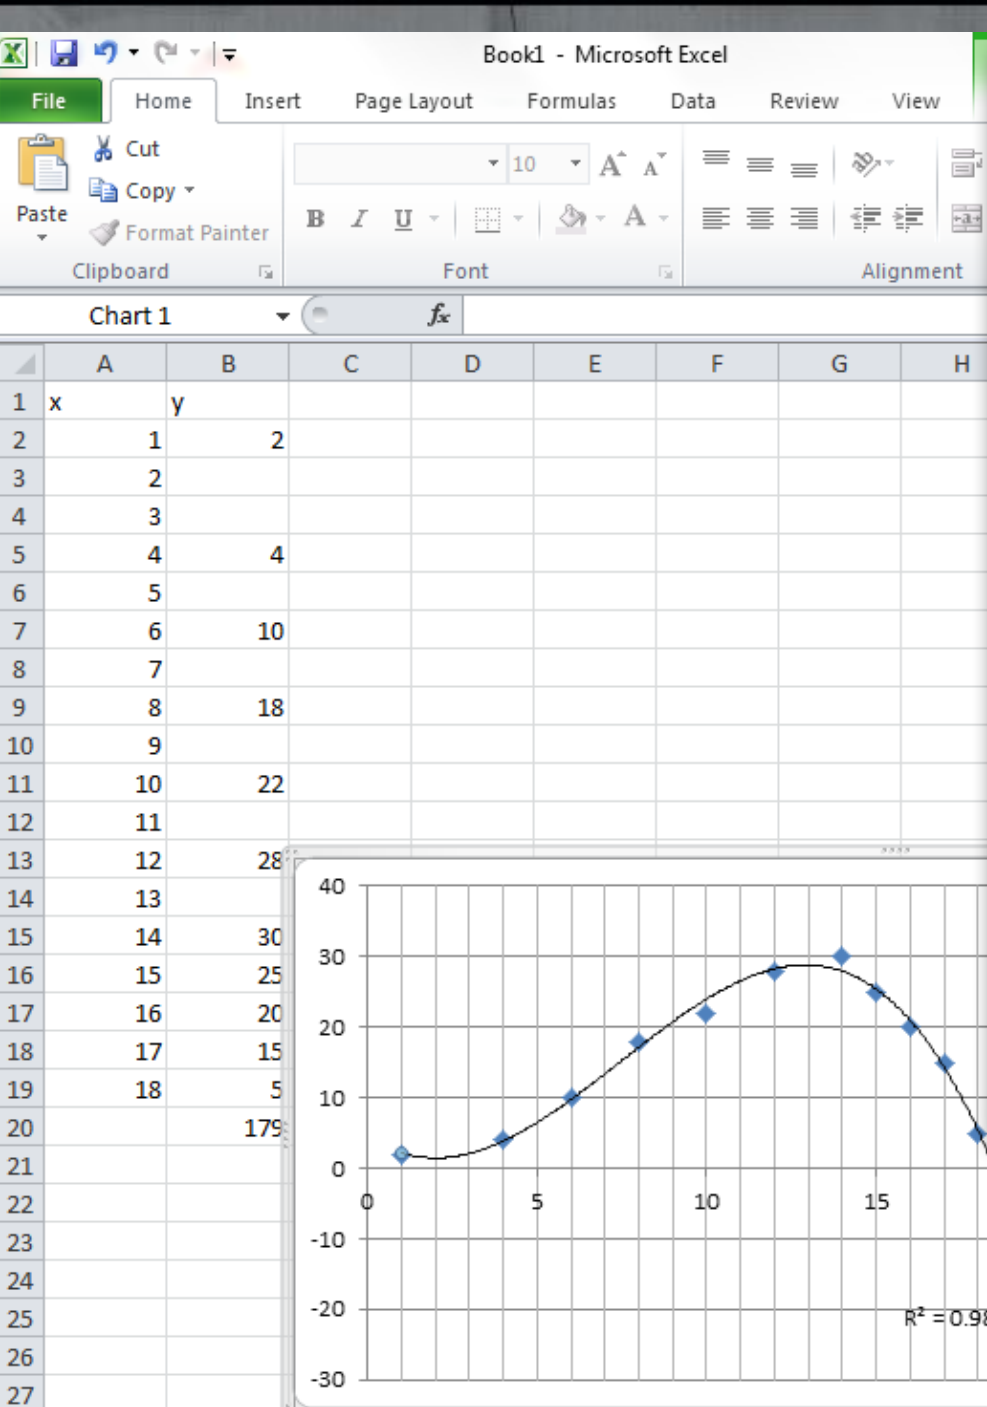 Book1 - Microsoft Excel
File Home Insert Page Layout Formulas Data Review View
Paste
Cut
Copy
Format Painter
Clipboard
10 A A
B I U A
Font
Alignment
Chart 1 fx
A B C D E F G H
1 x y
2 1 2
3 2
4 3
5 4 4
6 5
7 6 10
8 7
9 8 18
10 9
11 10 22
12 11
13 12 28
14 13
15 14 30
16 15 25
17 16 20
18 17 15
19 18 5
20 179
21
22
23
24
25
26
27
40
30
20
10
0
-10
-20
-30
0 5 10 15
R² = 0.98